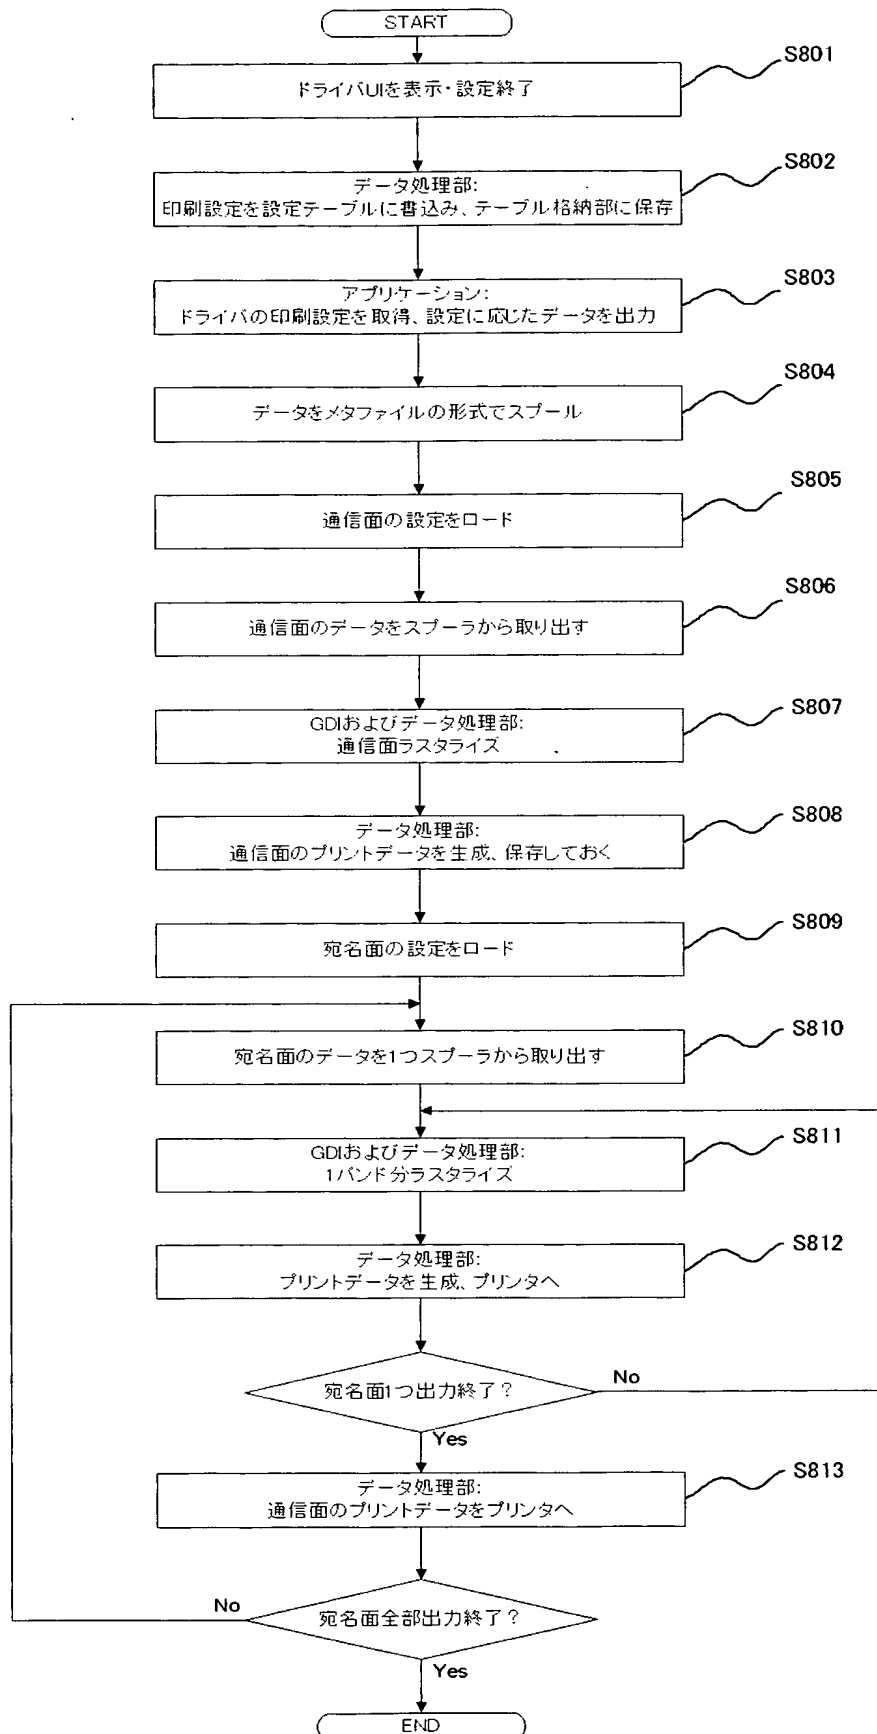 START
S801
ドライバUIを表示・設定終了
S802
データ処理部:
印刷設定を設定テーブルに書込み、テーブル格納部に保存
S803
アプリケーション:
ドライバの印刷設定を取得、設定に応じたデータを出力
S804
データをメタファイルの形式でスプール
S805
通信面の設定をロード
S806
通信面のデータをスプーラから取り出す
S807
GDIおよびデータ処理部:
通信面ラスタライズ
S808
データ処理部:
通信面のプリントデータを生成、保存しておく
S809
宛名面の設定をロード
S810
宛名面のデータを1つスプーラから取り出す
S811
GDIおよびデータ処理部:
1バンド分ラスタライズ
S812
データ処理部:
プリントデータを生成、プリンタへ
宛名面1つ出力終了？
No
Yes
S813
データ処理部:
通信面のプリントデータをプリンタへ
No
宛名面全部出力終了？
Yes
END